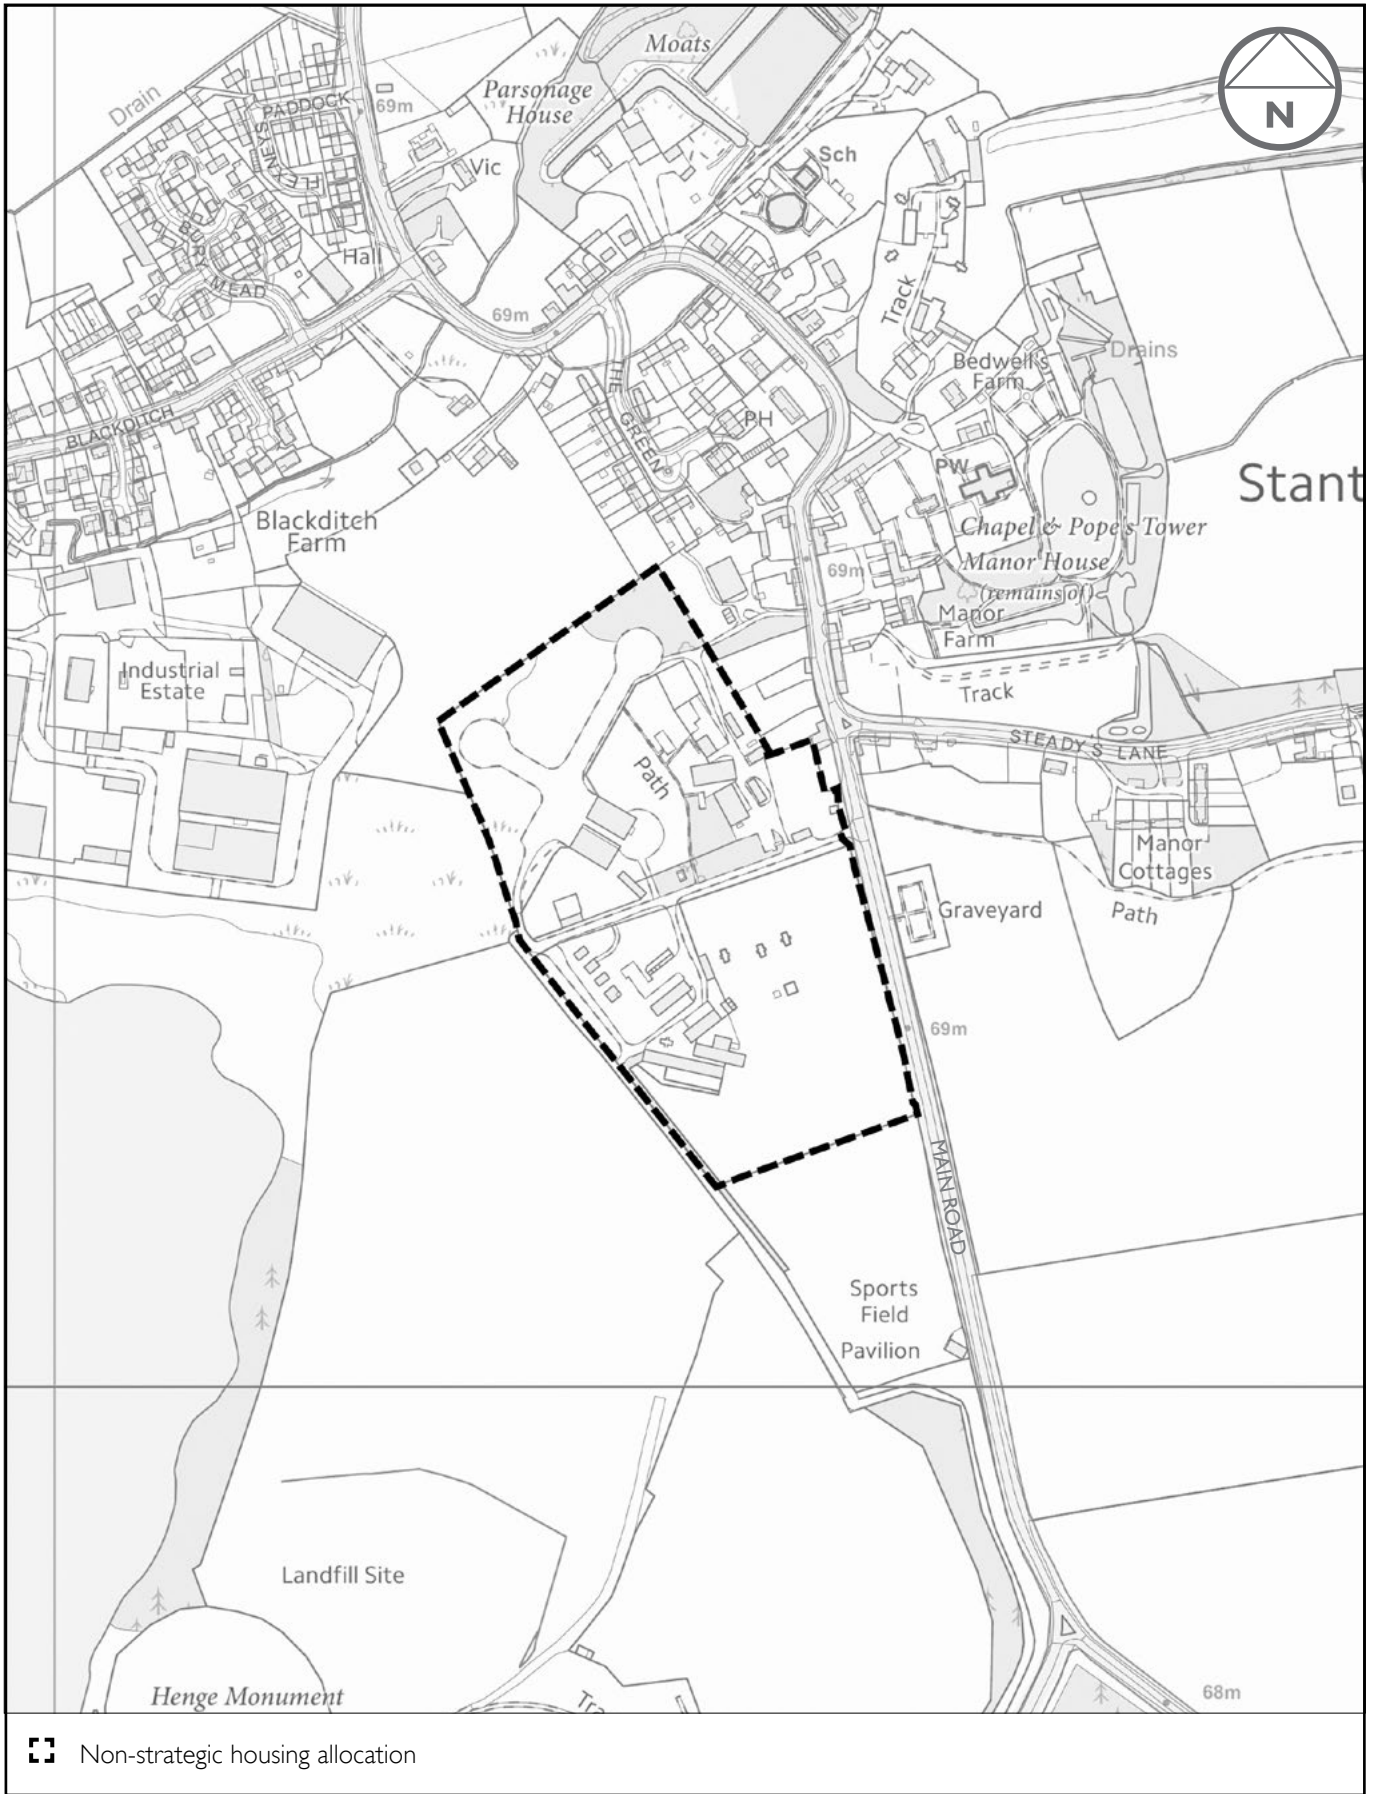 Moats
N
Drain
PADDOCK
69m
Parsonage
House
Vic
Sch
FLEXNEYS
BURY MEAD
Hall
69m
Track
THE GREEN
Bedwell's
Farm
Drains
BLACKDITCH
PH
PW
Stant
Blackditch
Farm
Chapel & Pope's Tower
Manor House
(remains of)
69m
Manor
Farm
Industrial
Estate
Track
STEADY'S LANE
Path
Manor
Cottages
Graveyard
Path
69m
MAIN ROAD
Sports
Field
Pavilion
Landfill Site
Henge Monument
Tra
68m
Non-strategic housing allocation